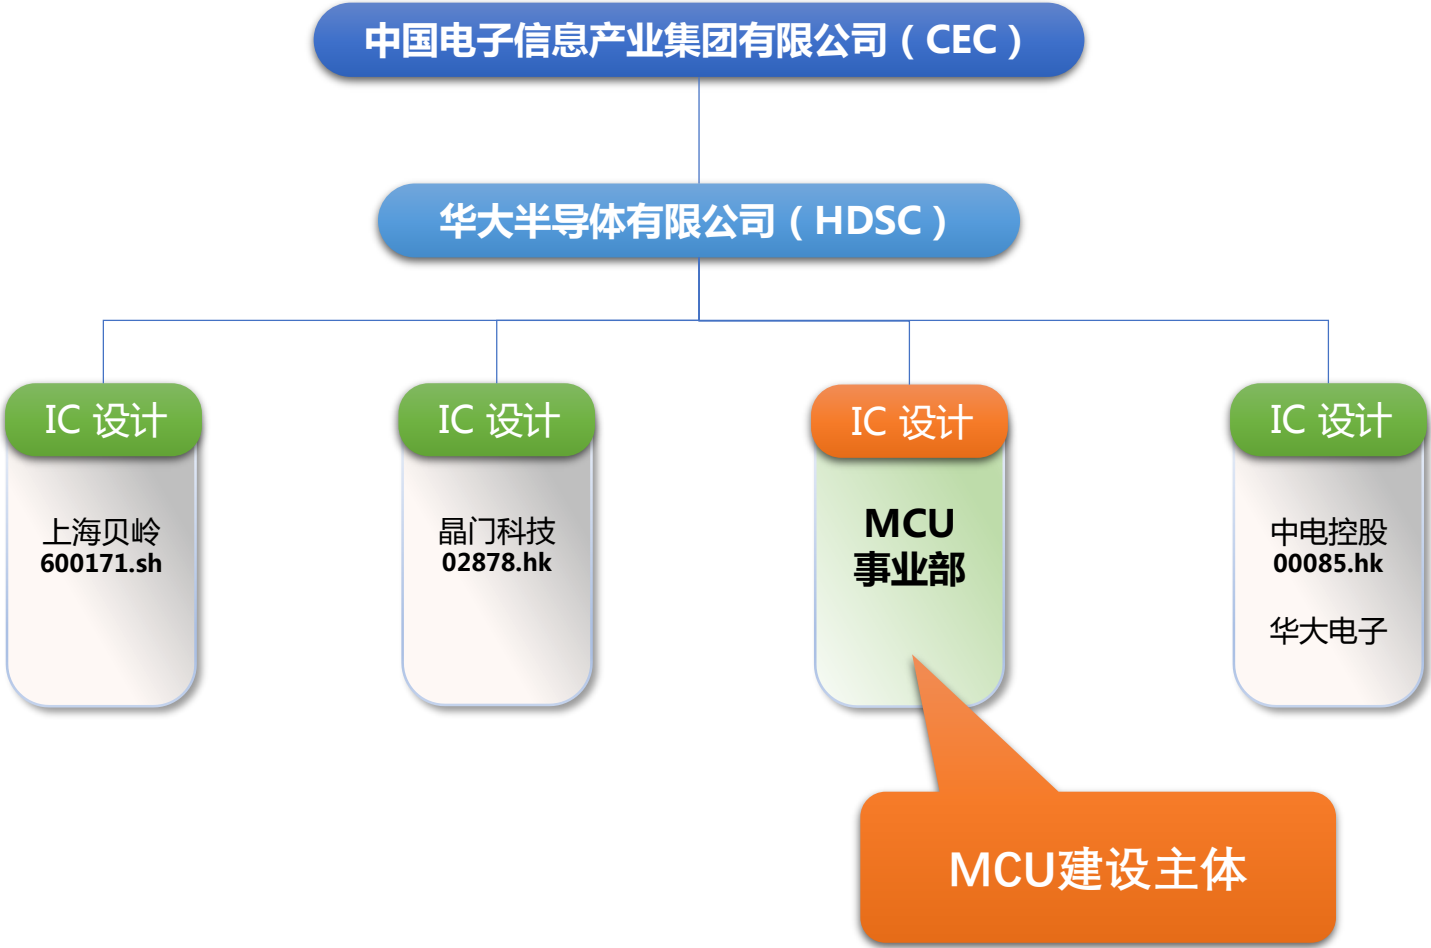 中国电子信息产业集团有限公司（CEC）
华大半导体有限公司（HDSC）
IC 设计
上海贝岭
600171.sh
IC 设计
晶门科技
02878.hk
IC 设计
MCU
事业部
IC 设计
中电控股
00085.hk
华大电子
MCU建设主体